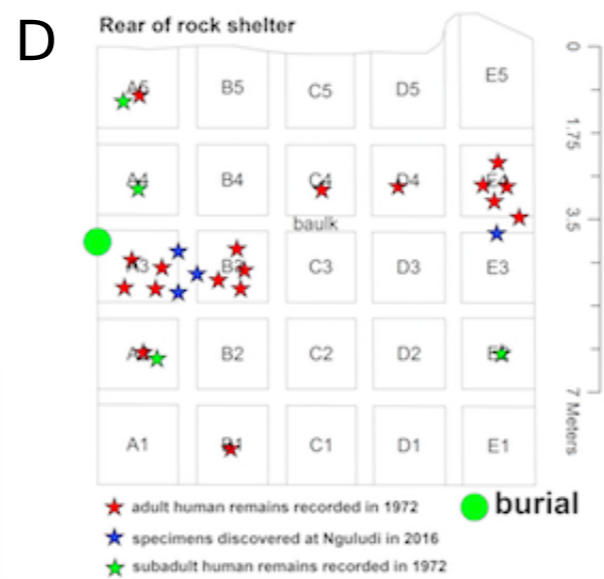 D
Rear of rock shelter
0
A5 B5 C5 D5 E5
1.75
A4 B4 C4 D4 E4
3.5
baulk
A3 B3 C3 D3 E3
B2 C2 D2
7 Meters
A1 B1 C1 D1 E1
adult human remains recorded in 1972
burial
specimens discovered at Nguludi in 2016
subadult human remains recorded in 1972